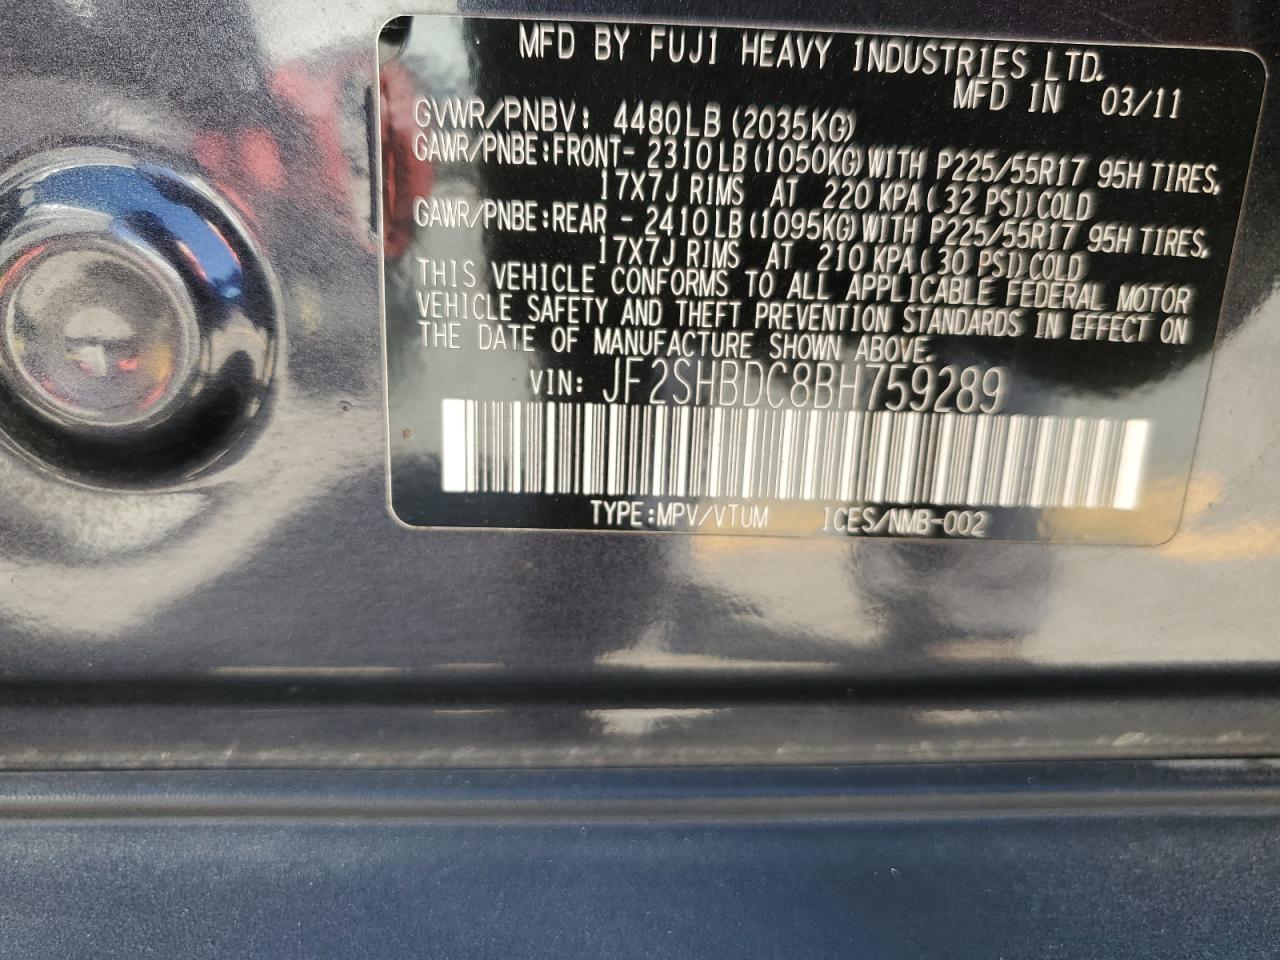 MFD BY FUJI HEAVY INDUSTRIES LTD.
MFD IN 03/11
GVWR/PNBV: 4480LB (2035KG)
GAWR/PNBE:FRONT- 2310LB(1050KG)WITH P225/55R17 95H TIRES,
17X7J RIMS AT 220 KPA(32 PSI)COLD
GAWR/PNBE:REAR - 2410LB(1095KG)WITH P225/55R17 95H TIRES,
17X7J RIMS AT 210 KPA(30 PSI)COLD
THIS VEHICLE CONFORMS TO ALL APPLICABLE FEDERAL MOTOR
VEHICLE SAFETY AND THEFT PREVENTION STANDARDS IN EFFECT ON
THE DATE OF MANUFACTURE SHOWN ABOVE.
VIN: JF2SHBDC8BH759289
TYPE:MPV/VTUM ICES/NMB-002